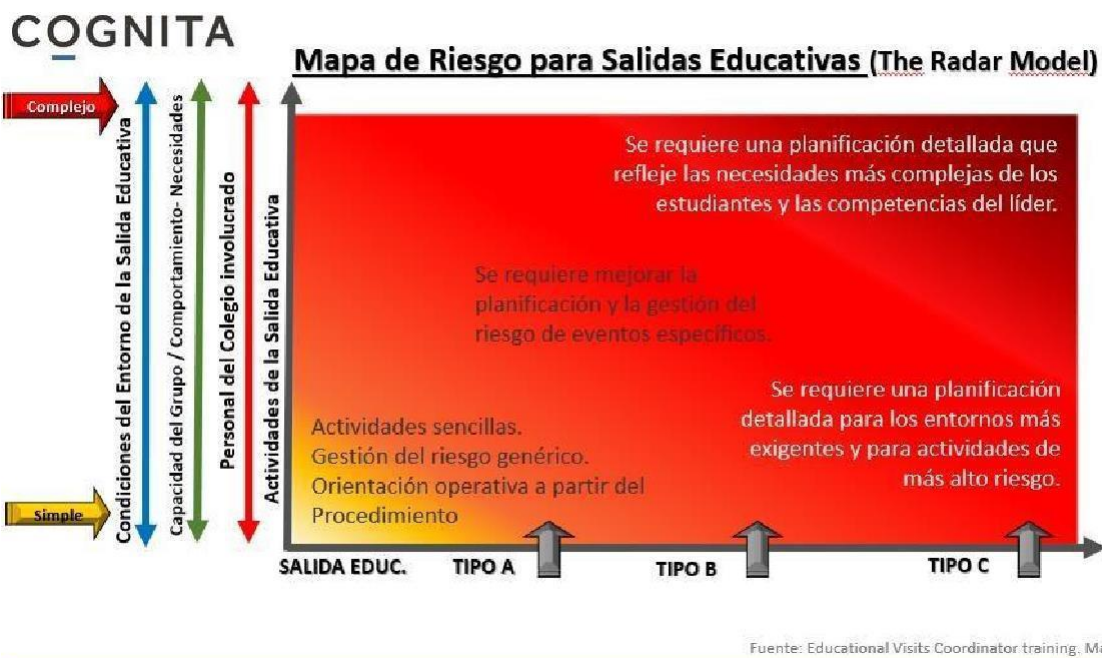 COGNITA
Mapa de Riesgo para Salidas Educativas (The Radar Model)
Complejo
Simple
Condiciones del Entorno de la Salida Educativa
Capacidad del Grupo / Comportamiento- Necesidades
Personal del Colegio involucrado
Actividades de la Salida Educativa
Se requiere una planificación detallada que
refleje las necesidades más complejas de los
estudiantes y las competencias del líder.
Se requiere mejorar la
planificación y la gestión del
riesgo de eventos específicos.
Se requiere una planificación
detallada para los entornos más
exigentes y para actividades de
más alto riesgo.
Actividades sencillas.
Gestión del riesgo genérico.
Orientación operativa a partir del
Procedimiento
SALIDA EDUC.
TIPO A
TIPO B
TIPO C
Fuente: Educational Visits Coordinator training.